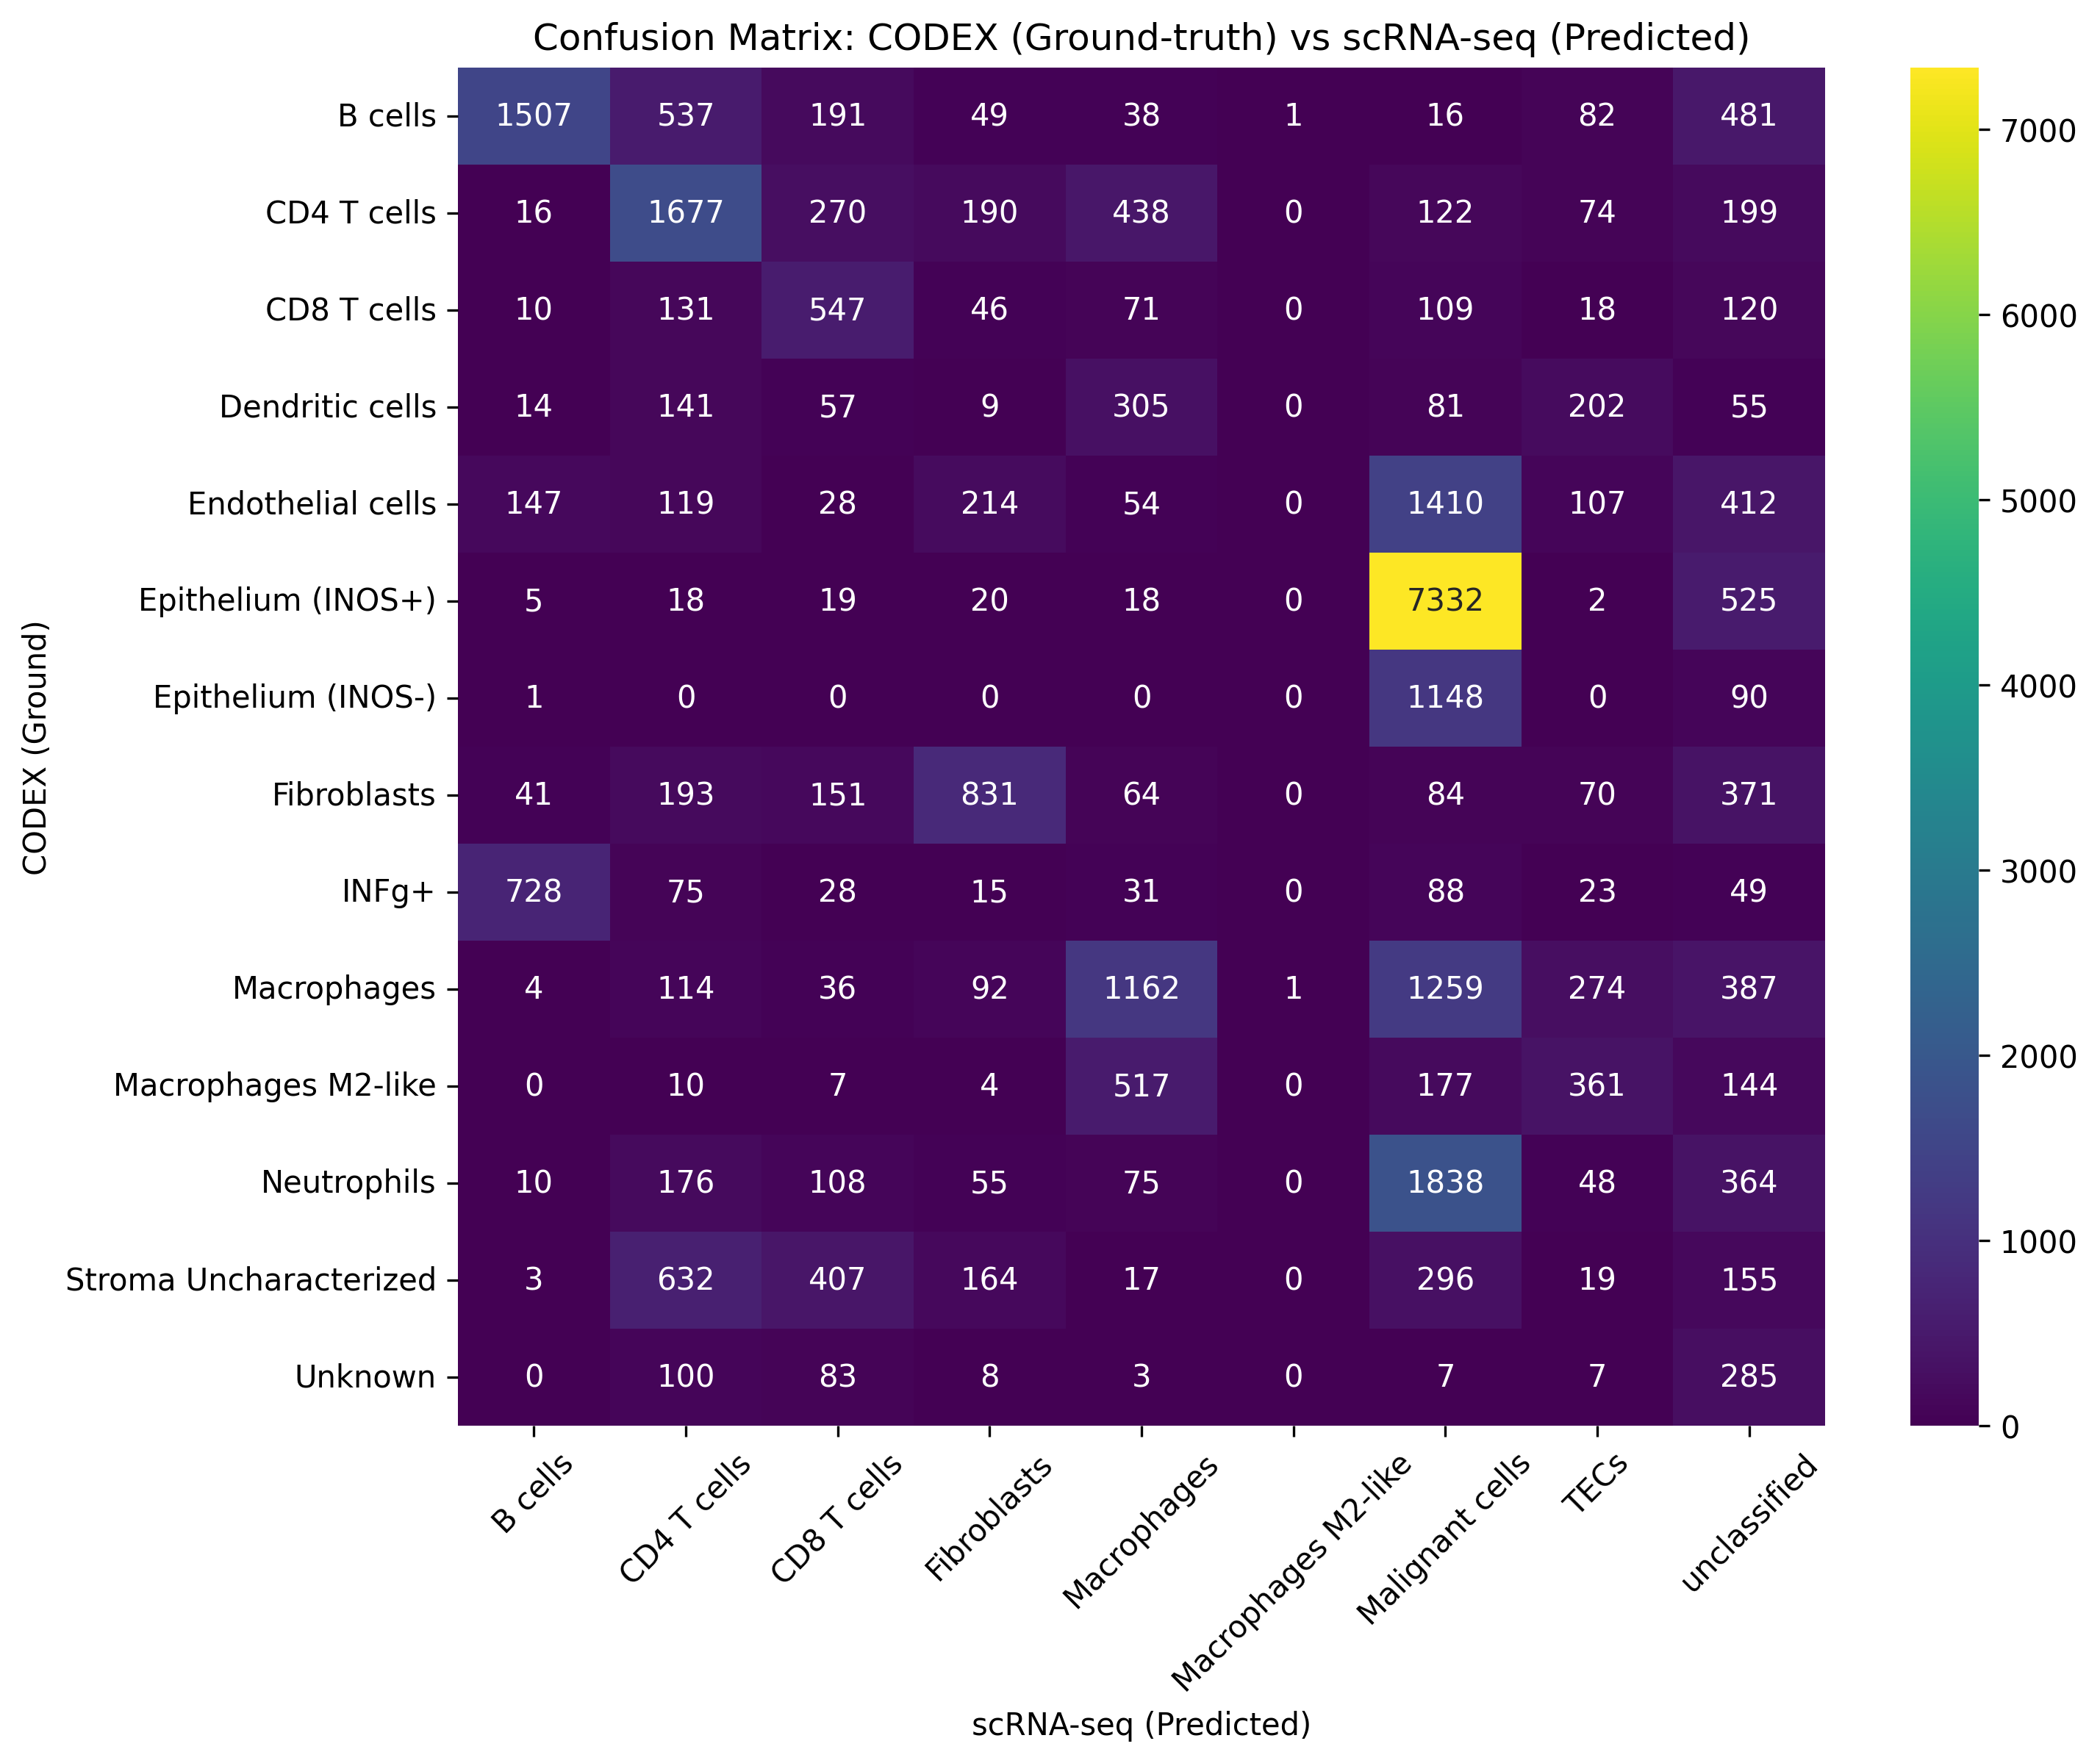 Confusion Matrix: CODEX (Ground-truth) vs scRNA-seq (Predicted)
CODEX (Ground)
B cells 1507 537 191 49 38 1 16 82 481
CD4 T cells 16 1677 270 190 438 0 122 74 199
CD8 T cells 10 131 547 46 71 0 109 18 120
Dendritic cells 14 141 57 9 305 0 81 202 55
Endothelial cells 147 119 28 214 54 0 1410 107 412
Epithelium (INOS+) 5 18 19 20 18 0 7332 2 525
Epithelium (INOS-) 1 0 0 0 0 0 1148 0 90
Fibroblasts 41 193 151 831 64 0 84 70 371
INFg+ 728 75 28 15 31 0 88 23 49
Macrophages 4 114 36 92 1162 1 1259 274 387
Macrophages M2-like 0 10 7 4 517 0 177 361 144
Neutrophils 10 176 108 55 75 0 1838 48 364
Stroma Uncharacterized 3 632 407 164 17 0 296 19 155
Unknown 0 100 83 8 3 0 7 7 285
B cells CD4 T cells CD8 T cells Fibroblasts Macrophages Macrophages M2-like Malignant cells TECs unclassified
scRNA-seq (Predicted)
7000
6000
5000
4000
3000
2000
1000
0